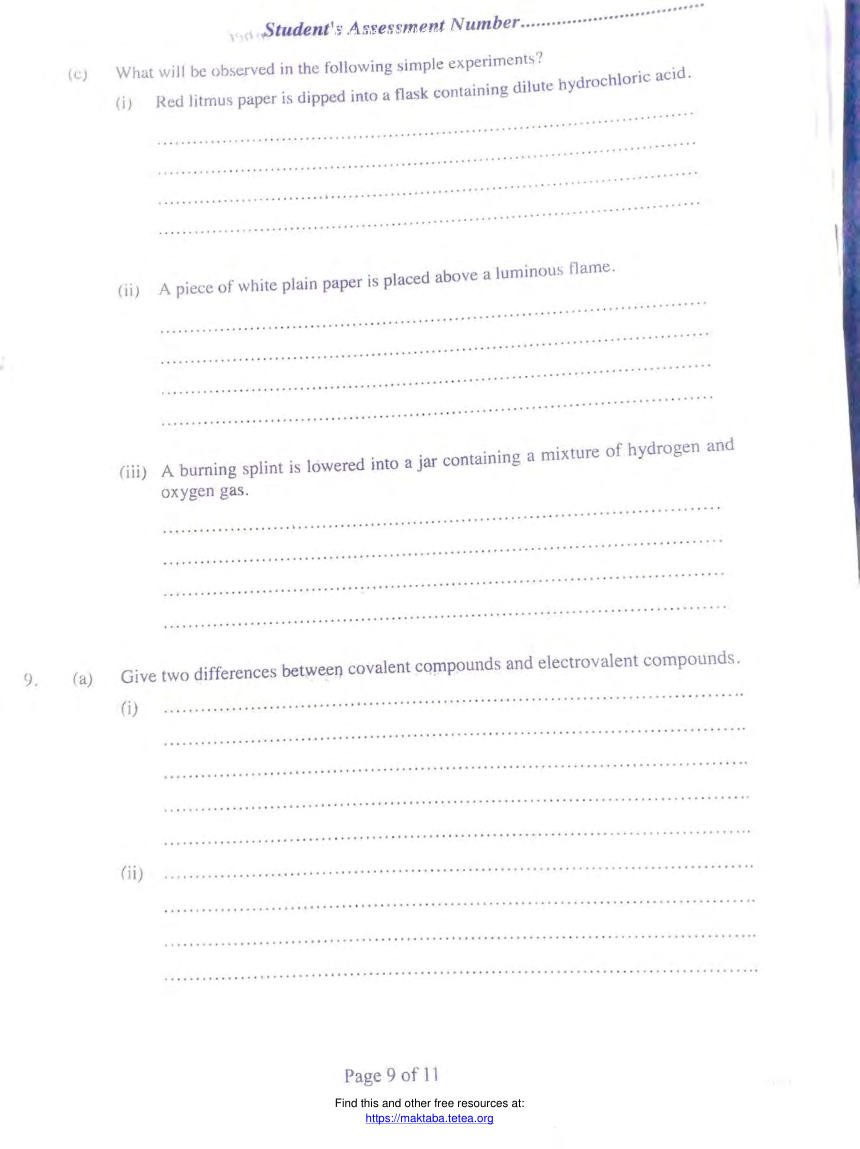 Student's Assessment Number..............................
(c) What will be observed in the following simple experiments?
(i) Red litmus paper is dipped into a flask containing dilute hydrochloric acid.
(ii) A piece of white plain paper is placed above a luminous flame.
(iii) A burning splint is lowered into a jar containing a mixture of hydrogen and
oxygen gas.
9. (a) Give two differences between covalent compounds and electrovalent compounds.
(i)
(ii)
Page 9 of 11
Find this and other free resources at:
https://maktaba.tetea.org